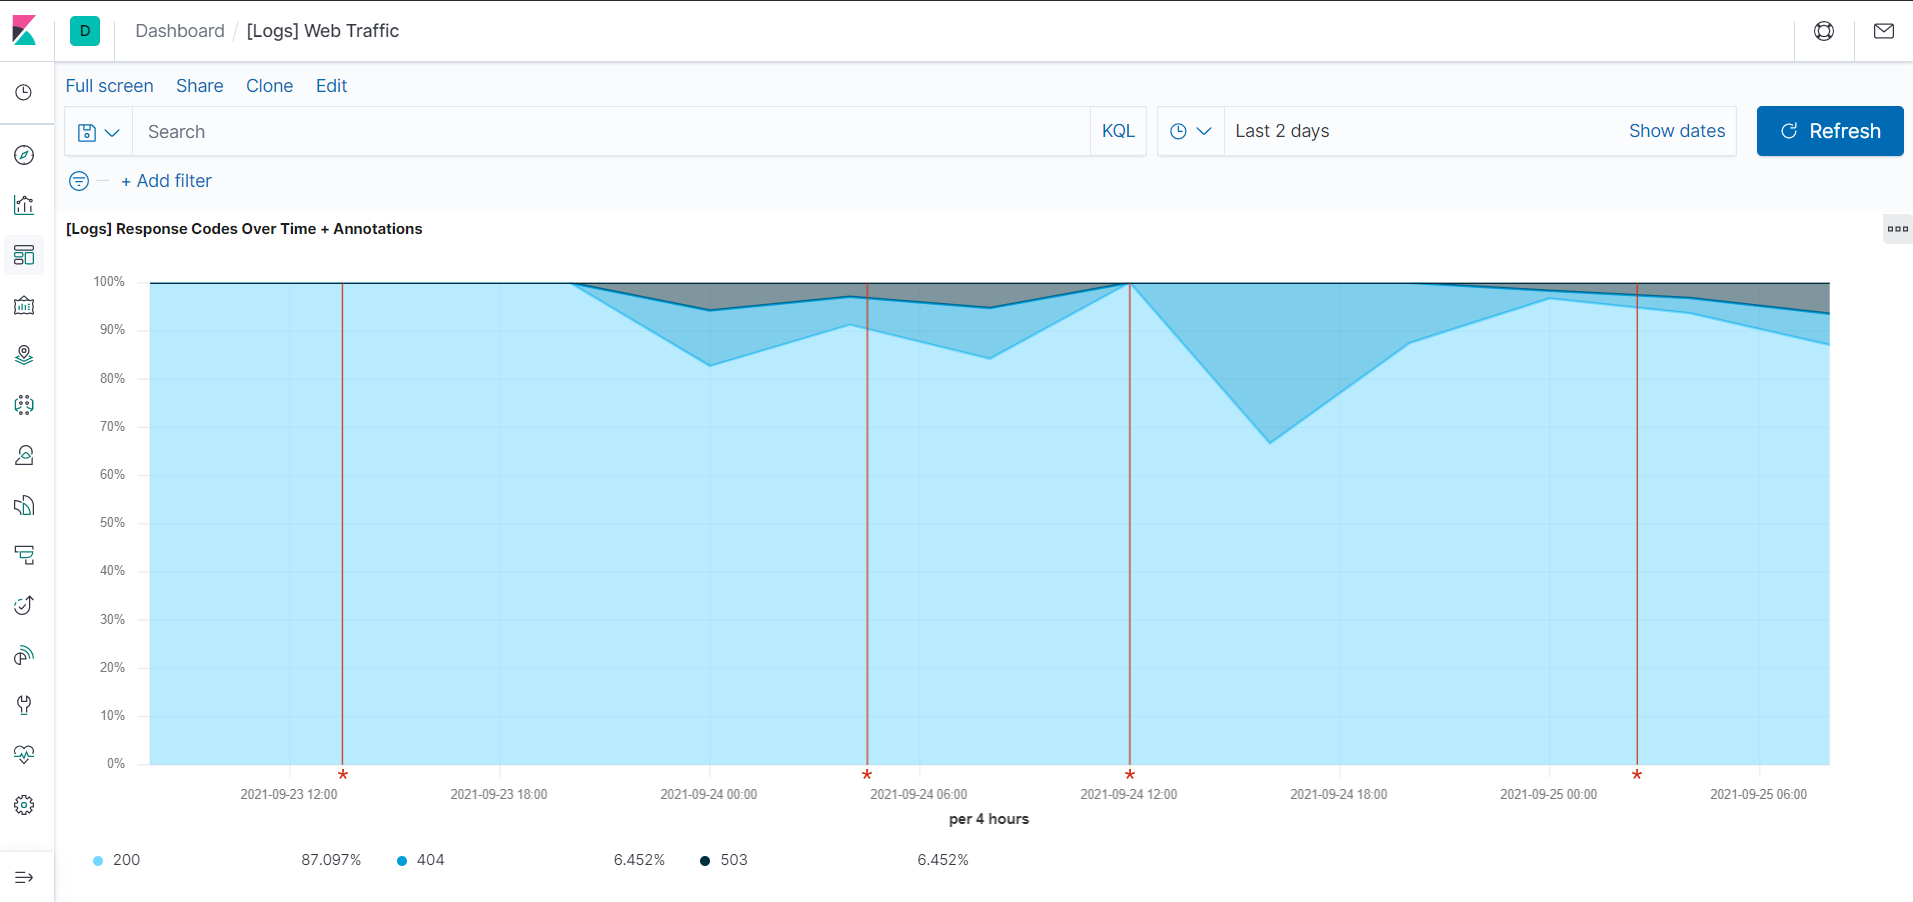 D Dashboard / [Logs] Web Traffic
Full screen Share Clone Edit
Search KQL Last 2 days Show dates Refresh
+ Add filter
[Logs] Response Codes Over Time + Annotations
100%
90%
80%
70%
60%
50%
40%
30%
20%
10%
0%
* * * *
2021-09-23 12:00 2021-09-23 18:00 2021-09-24 00:00 2021-09-24 06:00 2021-09-24 12:00 2021-09-24 18:00 2021-09-25 00:00 2021-09-25 06:00
per 4 hours
200 87.097% 404 6.452% 503 6.452%